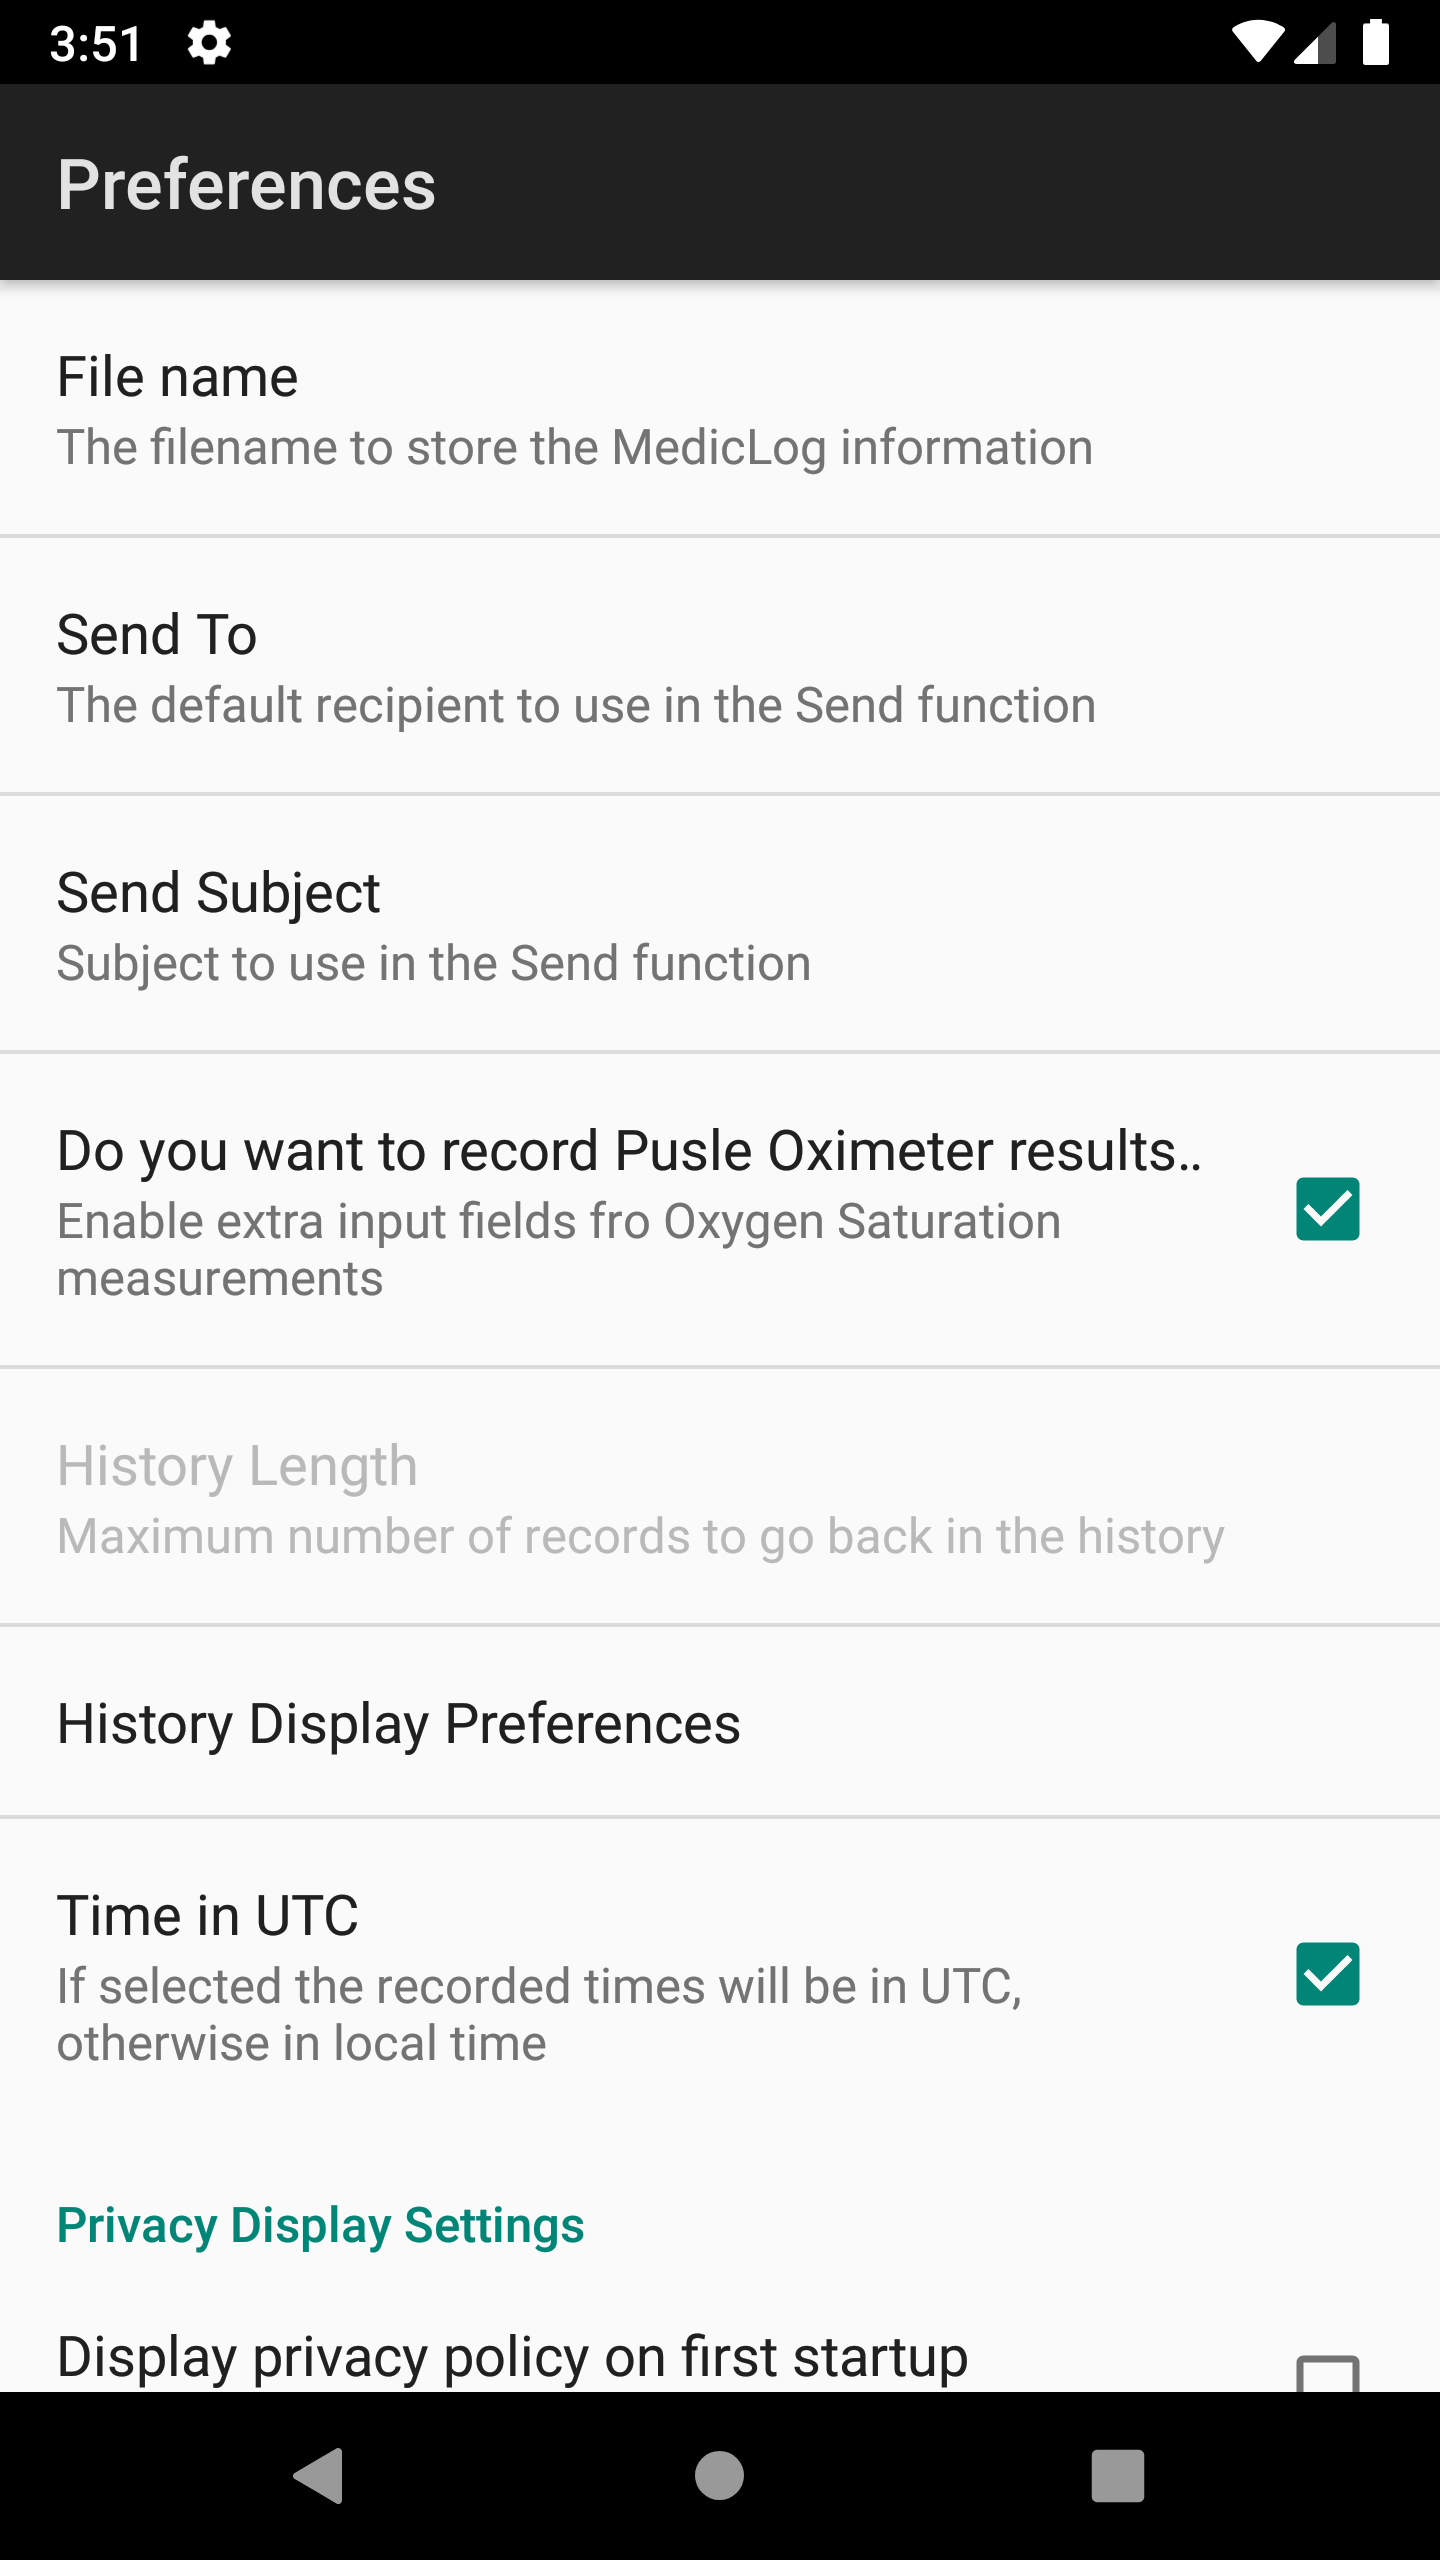 3:51
Preferences
File name
The filename to store the MedicLog information
Send To
The default recipient to use in the Send function
Send Subject
Subject to use in the Send function
Do you want to record Pusle Oximeter results..
Enable extra input fields fro Oxygen Saturation
measurements
History Length
Maximum number of records to go back in the history
History Display Preferences
Time in UTC
If selected the recorded times will be in UTC,
otherwise in local time
Privacy Display Settings
Display privacy policy on first startup